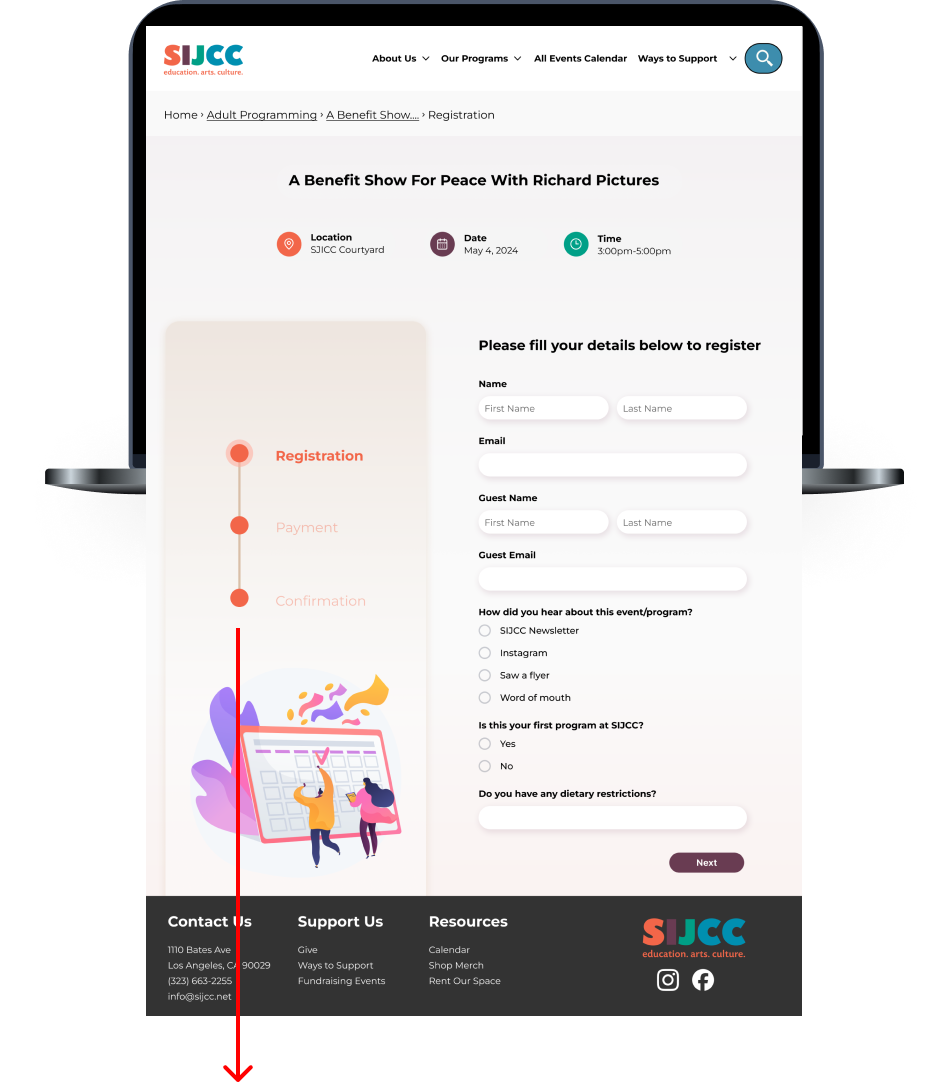 SIJCC
education. arts. culture.
About Us Our Programs All Events Calendar Ways to Support
Home › Adult Programming › A Benefit Show.... › Registration
A Benefit Show For Peace With Richard Pictures
Location
SJICC Courtyard
Date
May 4, 2024
Time
3:00pm-5:00pm
Registration
Payment
Confirmation
Please fill your details below to register
Name
First Name Last Name
Email
Guest Name
First Name Last Name
Guest Email
How did you hear about this event/program?
SIJCC Newsletter
Instagram
Saw a flyer
Word of mouth
Is this your first program at SIJCC?
Yes
No
Do you have any dietary restrictions?
Next
Contact Us
1110 Bates Ave
Los Angeles, CA 90029
(323) 663-2255
info@sijcc.net
Support Us
Give
Ways to Support
Fundraising Events
Resources
Calendar
Shop Merch
Rent Our Space
SIJCC
education. arts. culture.